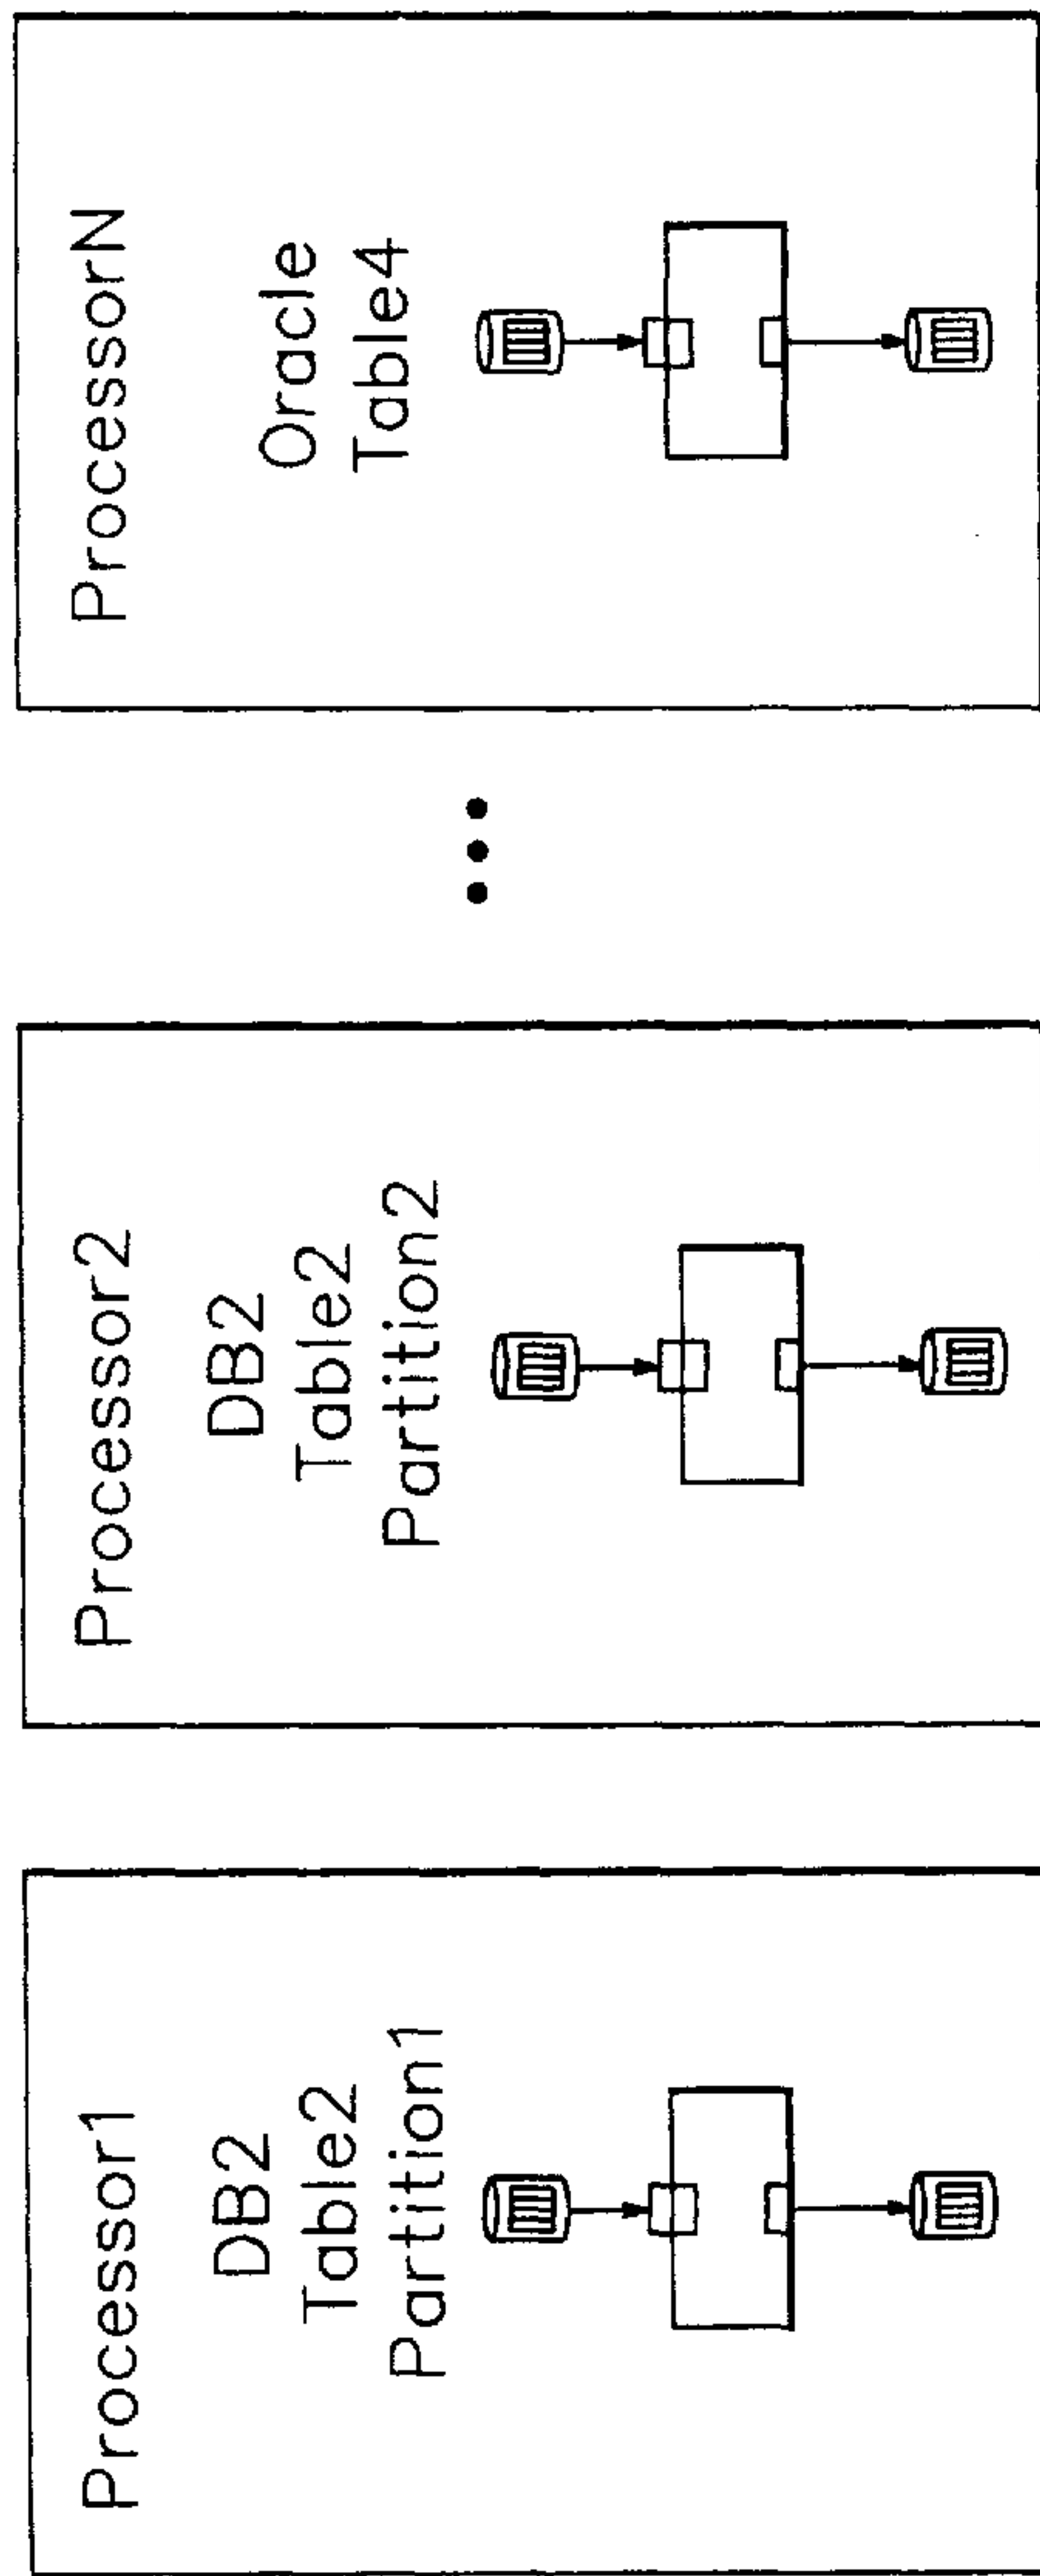 Processor1
DB2
Table2
Partition1
Processor2
DB2
Table2
Partition2
ProcessorN
Oracle
Table4